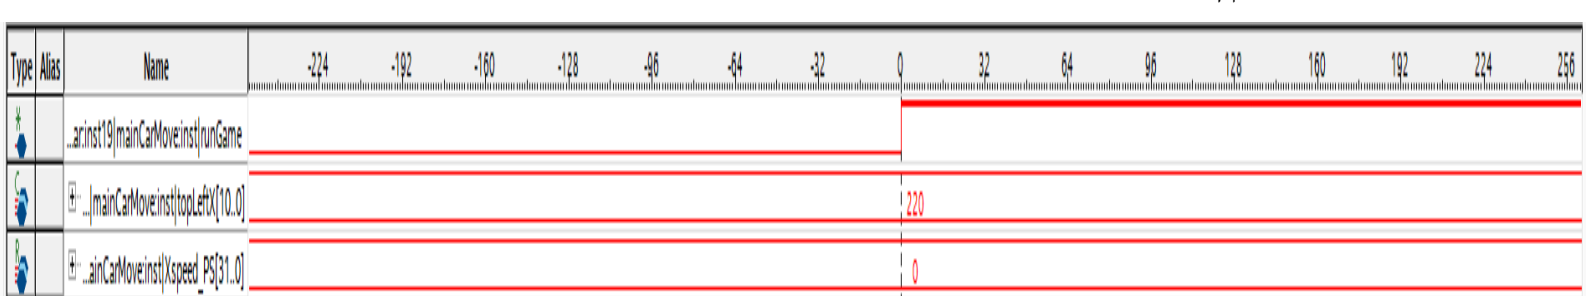 Type Alias Name -224 -192 -160 -128 -96 -64 -32 0 32 64 96 128 160 192 224 256
...ar:inst19|mainCarMove:inst|runGame
...|mainCarMove:inst|topLeftX[10..0] 220
...ainCarMove:inst|Xspeed_PS[31..0] 0